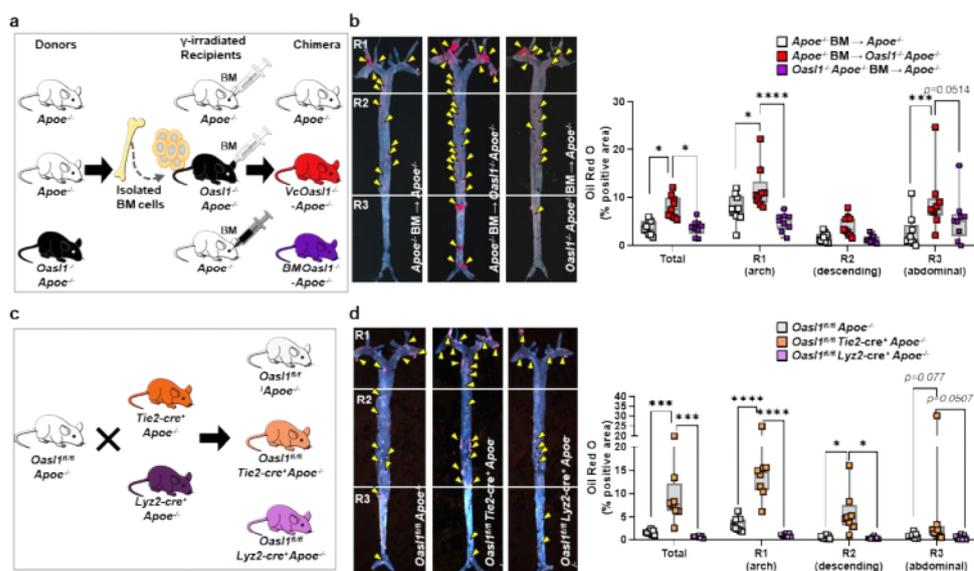 a
Donors
γ-irradiated
Recipients
Chimera
BM
Apoe-/-
Apoe-/-
Apoe-/-
BM
Apoe-/-
Isolated
BM cells
Oasl1-/-
Apoe-/-
VcOasl1-/-
-Apoe-/-
BM
Oasl1-/-
Apoe-/-
Apoe-/-
BMOasl1-/-
-Apoe-/-
b
R1
R2
R3
Apoe-/- BM → Apoe-/-
Apoe-/- BM → Oasl1-/- Apoe-/-
Oasl1-/- Apoe-/- BM → Apoe-/-
Apoe-/- BM → Apoe-/-
Apoe-/- BM → Oasl1-/- Apoe-/-
Oasl1-/- Apoe-/- BM → Apoe-/-
Oil Red O
(% positive area)
30
20
10
0
* *
* ****
*** p=0.0514
Total
R1
(arch)
R2
(descending)
R3
(abdominal)
c
Oasl1fl/fl
Apoe-/-
Tie2-cre+
Apoe-/-
Lyz2-cre+
Apoe-/-
Oasl1fl/f
lApoe-/-
Oasl1fl/fl
Tie2-cre+ Apoe-/-
Oasl1fl/fl
Lyz2-cre+ Apoe-/-
d
R1
R2
R3
Oasl1fl/fl Apoe-/-
Oasl1fl/fl Tie2-cre+ Apoe-
Oasl1fl/fl Lyz2-cre+ Apoe
-/-
Oasl1fl/fl Apoe-/-
Oasl1fl/fl Tie2-cre+ Apoe-/-
Oasl1fl/fl Lyz2-cre+ Apoe-/-
Oil Red O
(% positive area)
40
30
20
15
10
5
0
*** ***
**** ****
* *
p=0.077
p=0.0507
Total
R1
(arch)
R2
(descending)
R3
(abdominal)